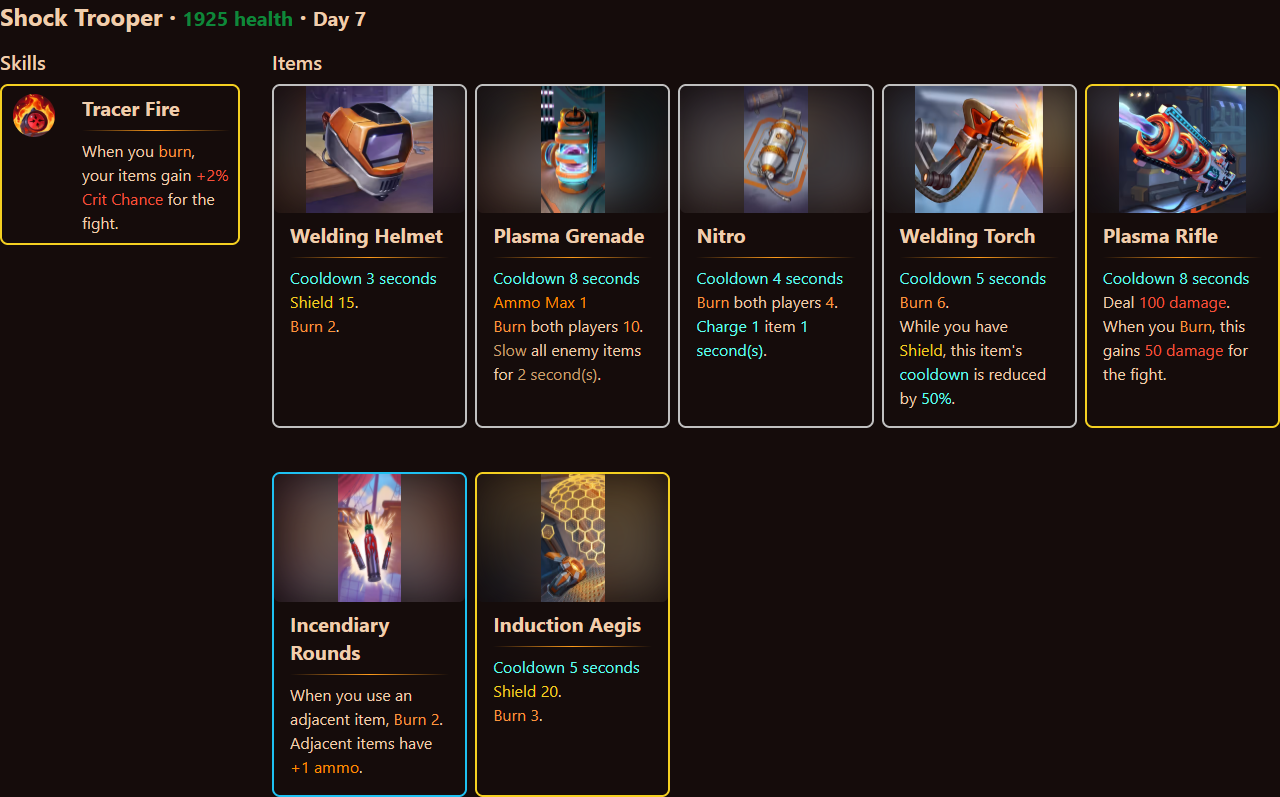 Shock Trooper · 1925 health · Day 7
Skills
Items
Tracer Fire
When you burn,
your items gain +2%
Crit Chance for the
fight.
Welding Helmet
Cooldown 3 seconds
Shield 15.
Burn 2.
Plasma Grenade
Cooldown 8 seconds
Ammo Max 1
Burn both players 10.
Slow all enemy items
for 2 second(s).
Nitro
Cooldown 4 seconds
Burn both players 4.
Charge 1 item 1
second(s).
Welding Torch
Cooldown 5 seconds
Burn 6.
While you have
Shield, this item's
cooldown is reduced
by 50%.
Plasma Rifle
Cooldown 8 seconds
Deal 100 damage.
When you Burn, this
gains 50 damage for
the fight.
Incendiary
Rounds
When you use an
adjacent item, Burn 2.
Adjacent items have
+1 ammo.
Induction Aegis
Cooldown 5 seconds
Shield 20.
Burn 3.